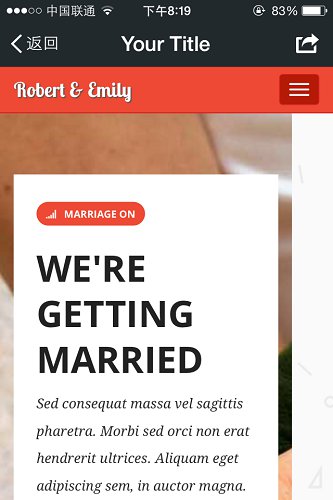 中国联通 下午8:19 83%
返回 Your Title
Robert & Emily
MARRIAGE ON
WE'RE
GETTING
MARRIED
Sed consequat massa vel sagittis
pharetra. Morbi sed orci non erat
hendrerit ultrices. Aliquam eget
adipiscing sem, in auctor magna.